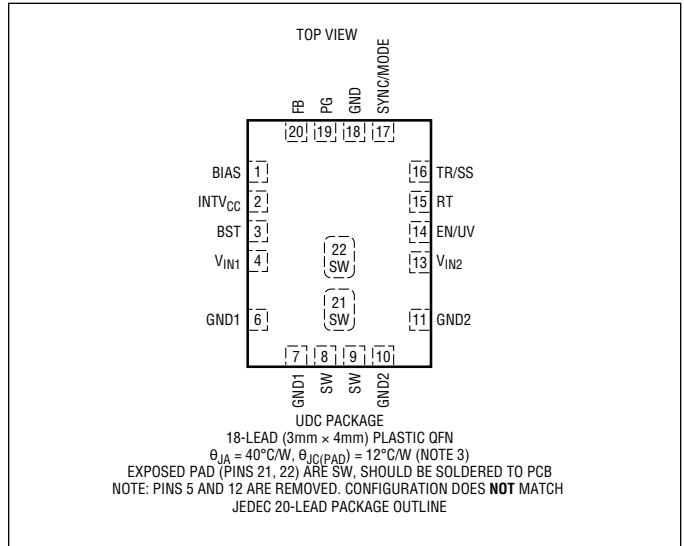 TOP VIEW
FB
PG
GND
SYNC/MODE
20 19 18 17
BIAS 1
16 TR/SS
INTVCC 2
15 RT
BST 3
14 EN/UV
VIN1 4
13 VIN2
22
SW
21
SW
GND1 6
11 GND2
7 8 9 10
GND1
SW
SW
GND2
UDC PACKAGE
18-LEAD (3mm × 4mm) PLASTIC QFN
θJA = 40°C/W, θJC(PAD) = 12°C/W (NOTE 3)
EXPOSED PAD (PINS 21, 22) ARE SW, SHOULD BE SOLDERED TO PCB
NOTE: PINS 5 AND 12 ARE REMOVED. CONFIGURATION DOES NOT MATCH
JEDEC 20-LEAD PACKAGE OUTLINE